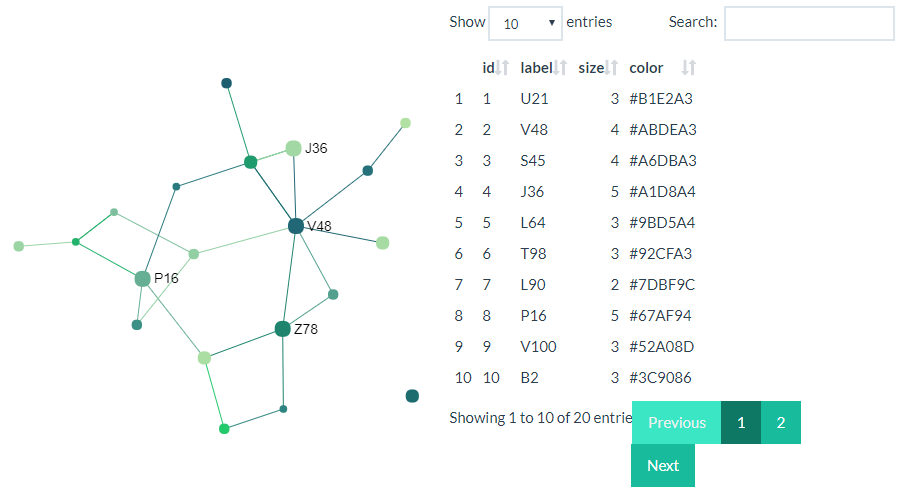 Show 10 entries Search:
id label size color
1 1 U21 3 #B1E2A3
2 2 V48 4 #ABDEA3
3 3 S45 4 #A6DBA3
4 4 J36 5 #A1D8A4
5 5 L64 3 #9BD5A4
6 6 T98 3 #92CFA3
7 7 L90 2 #7DBF9C
8 8 P16 5 #67AF94
9 9 V100 3 #52A08D
10 10 B2 3 #3C9086
Showing 1 to 10 of 20 entrie
Previous 1 2
Next
J36
V48
P16
Z78